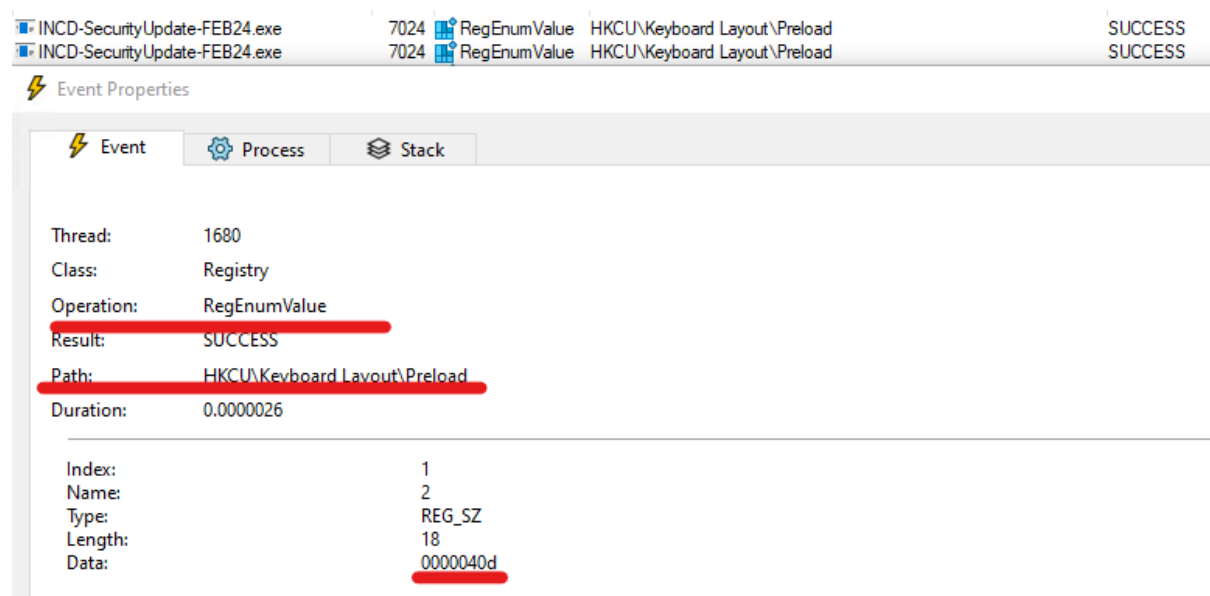 INCD-SecurityUpdate-FEB24.exe 7024 RegEnumValue HKCU\Keyboard Layout\Preload SUCCESS
INCD-SecurityUpdate-FEB24.exe 7024 RegEnumValue HKCU\Keyboard Layout\Preload SUCCESS
Event Properties
Event Process Stack
Thread: 1680
Class: Registry
Operation: RegEnumValue
Result: SUCCESS
Path: HKCU\Keyboard Layout\Preload
Duration: 0.0000026
Index: 1
Name: 2
Type: REG_SZ
Length: 18
Data: 0000040d